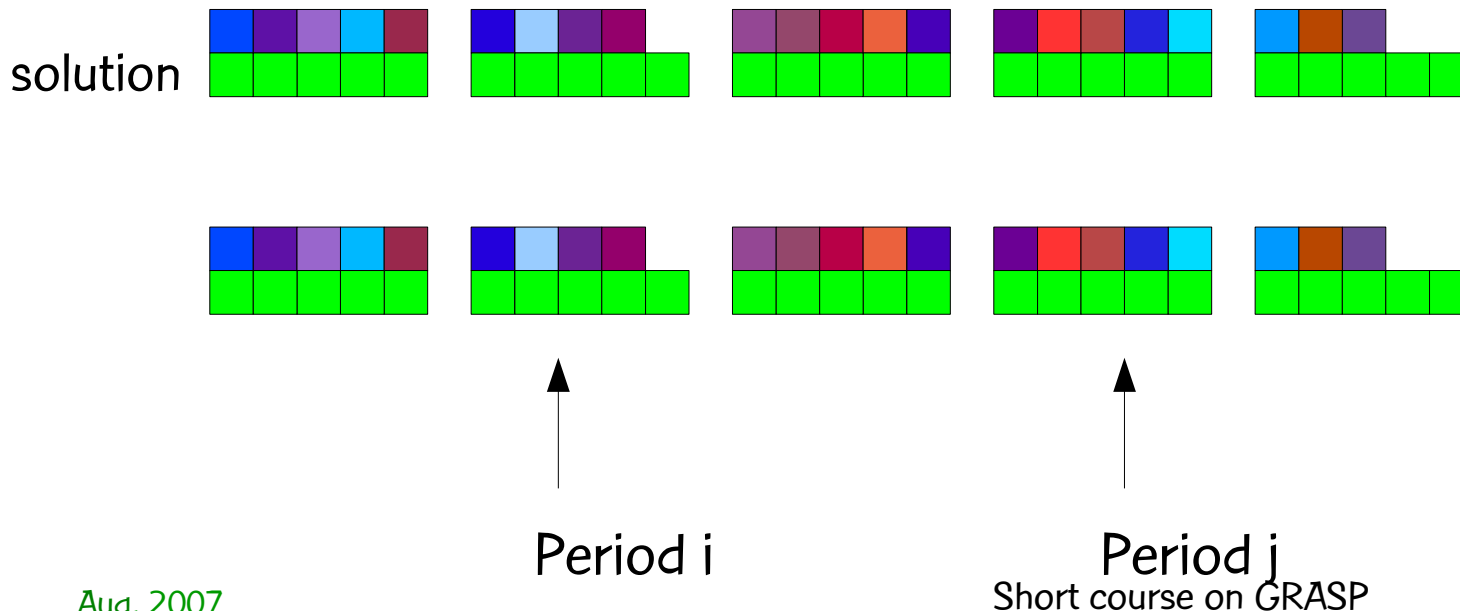 solution
Period i
Period j
Aug. 2007
Short course on GRASP